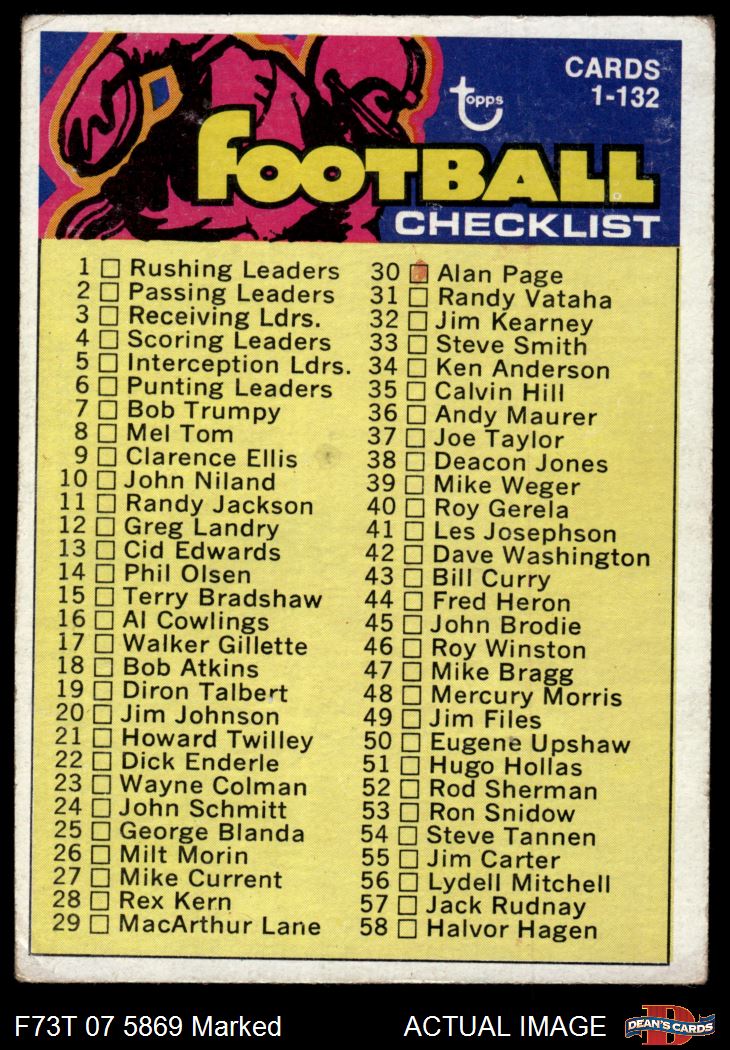 CARDS
1-132
topps
FOOTBALL
CHECKLIST
1 Rushing Leaders
2 Passing Leaders
3 Receiving Ldrs.
4 Scoring Leaders
5 Interception Ldrs.
6 Punting Leaders
7 Bob Trumpy
8 Mel Tom
9 Clarence Ellis
10 John Niland
11 Randy Jackson
12 Greg Landry
13 Cid Edwards
14 Phil Olsen
15 Terry Bradshaw
16 Al Cowlings
17 Walker Gillette
18 Bob Atkins
19 Diron Talbert
20 Jim Johnson
21 Howard Twilley
22 Dick Enderle
23 Wayne Colman
24 John Schmitt
25 George Blanda
26 Milt Morin
27 Mike Current
28 Rex Kern
29 MacArthur Lane
30 Alan Page
31 Randy Vataha
32 Jim Kearney
33 Steve Smith
34 Ken Anderson
35 Calvin Hill
36 Andy Maurer
37 Joe Taylor
38 Deacon Jones
39 Mike Weger
40 Roy Gerela
41 Les Josephson
42 Dave Washington
43 Bill Curry
44 Fred Heron
45 John Brodie
46 Roy Winston
47 Mike Bragg
48 Mercury Morris
49 Jim Files
50 Eugene Upshaw
51 Hugo Hollas
52 Rod Sherman
53 Ron Snidow
54 Steve Tannen
55 Jim Carter
56 Lydell Mitchell
57 Jack Rudnay
58 Halvor Hagen
F73T 07 5869 Marked
ACTUAL IMAGE
D
DEAN'S CARDS